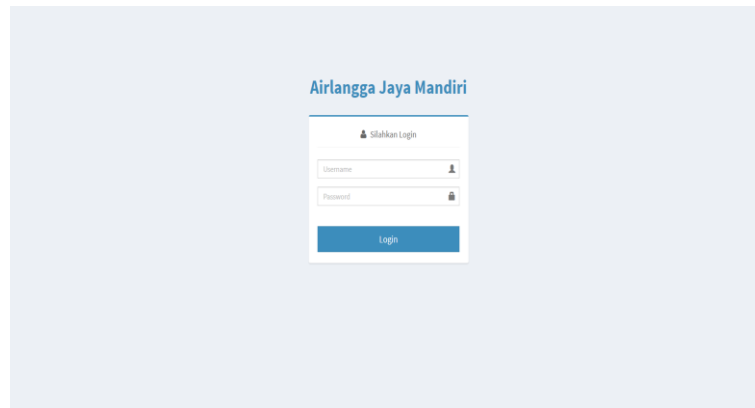 Airlangga Jaya Mandiri
Silahkan Login
Username
Password
Login